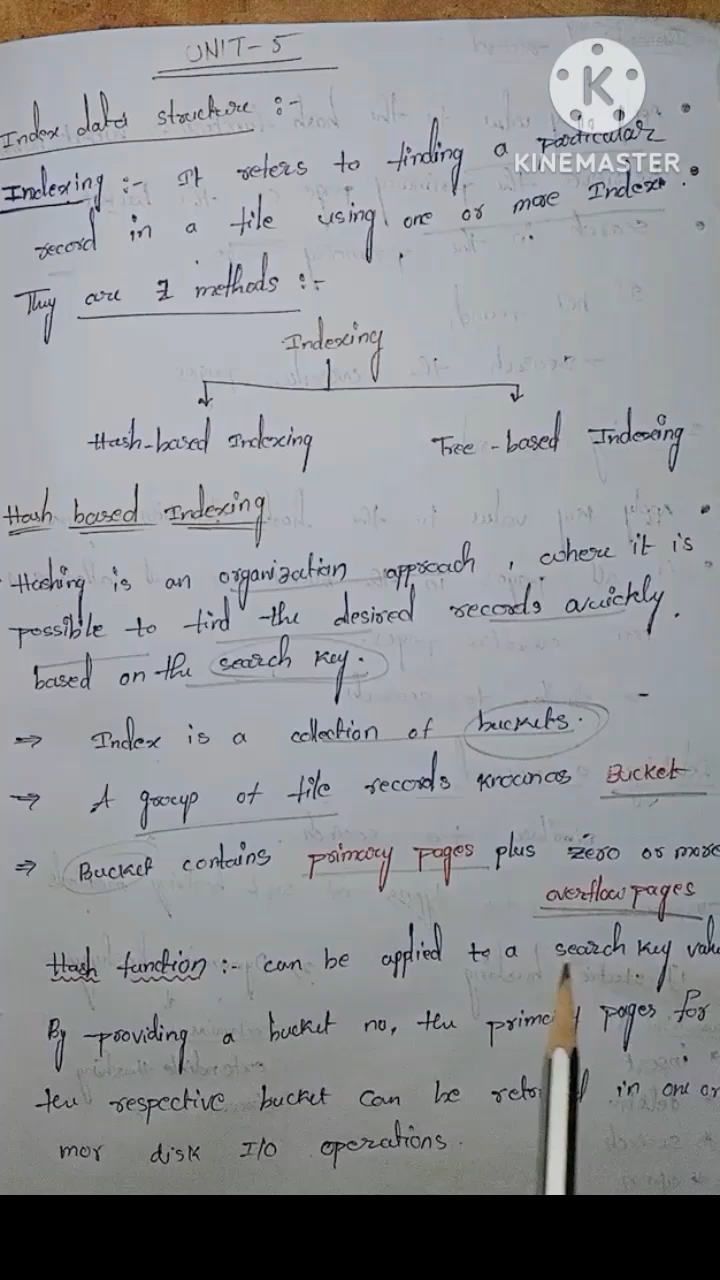 UNIT-5
Index data structure :-
Indexing :- It refers to finding a particular
KINEMASTER
record in a file using one or more Index
They are 2 methods :-
Indexing
Hash-based Indexing Tree-based Indexing
Hash based Indexing
Hashing is an organization approach, where it is
possible to find the desired records quickly.
based on the search key.
⇒ Index is a collection of buckets.
⇒ A group of file records knocunas Bucket
⇒ Bucket contains primary pages plus zero or more
overflow pages
Hash function :- can be applied to a search key valu
By providing a bucket no, the prima pages for
the respective bucket can be retr in one or
mor disk I/O operations.